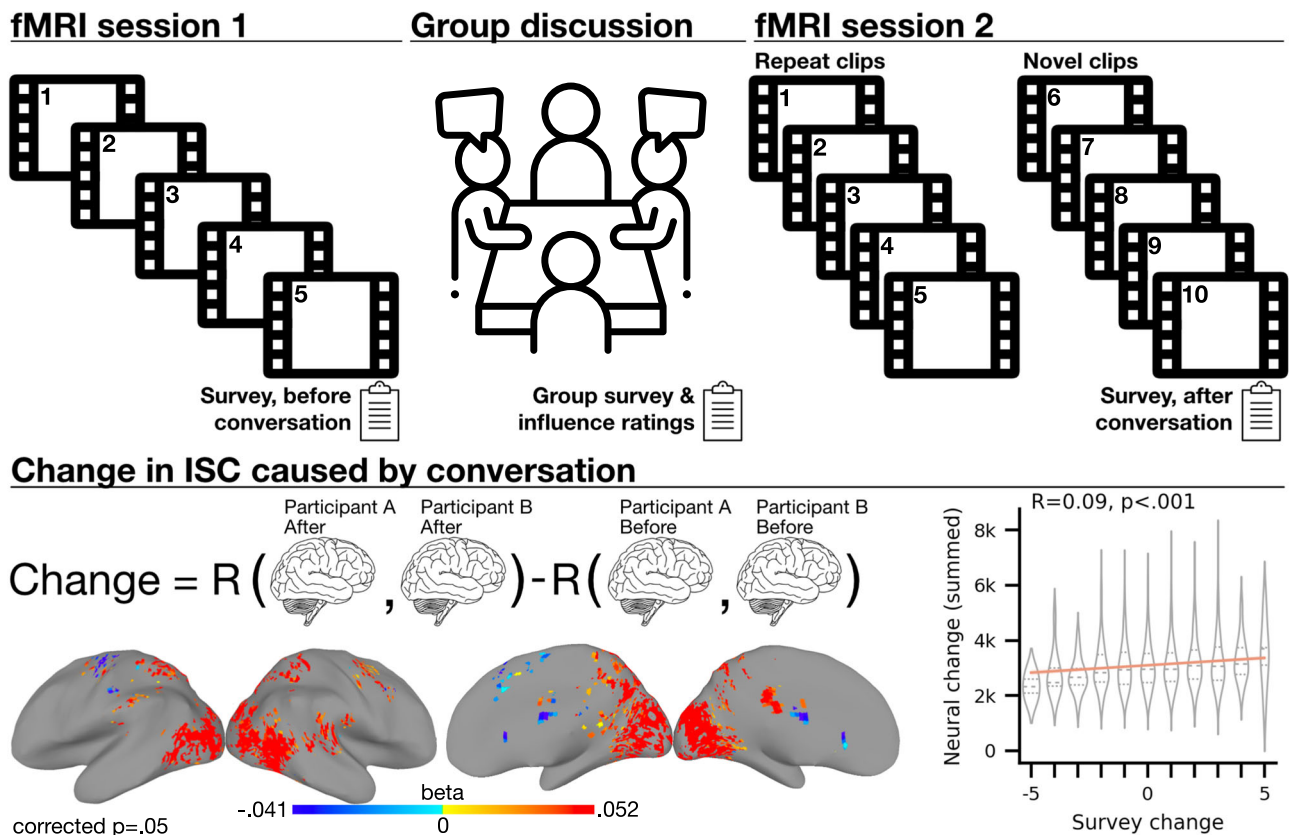 fMRI session 1
Group discussion
fMRI session 2
Repeat clips
Novel clips
1
2
3
4
5
1
2
3
4
5
6
7
8
9
10
Survey, before
conversation
Group survey &
influence ratings
Survey, after
conversation
Change in ISC caused by conversation
Participant A
After
Participant B
After
Participant A
Before
Participant B
Before
Change = R ( , ) - R ( , )
beta
-.041
0
.052
corrected p=.05
R=0.09, p<.001
Neural change (summed)
8k
6k
4k
2k
0
-5
0
5
Survey change